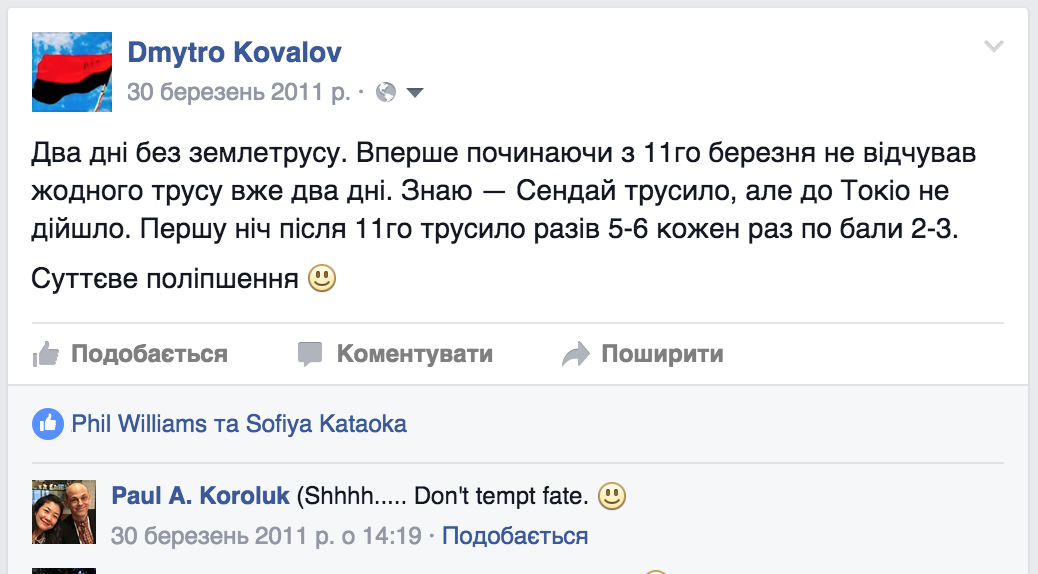 Dmytro Kovalov
30 березень 2011 р. ·
Два дні без землетрусу. Вперше починаючи з 11го березня не відчував
жодного трусу вже два дні. Знаю — Сендай трусило, але до Токіо не
дійшло. Першу ніч після 11го трусило разів 5-6 кожен раз по бали 2-3.
Суттєве поліпшення
Подобається Коментувати Поширити
Phil Williams та Sofiya Kataoka
Paul A. Koroluk (Shhhh..... Don't tempt fate.
30 березень 2011 р. о 14:19 · Подобається